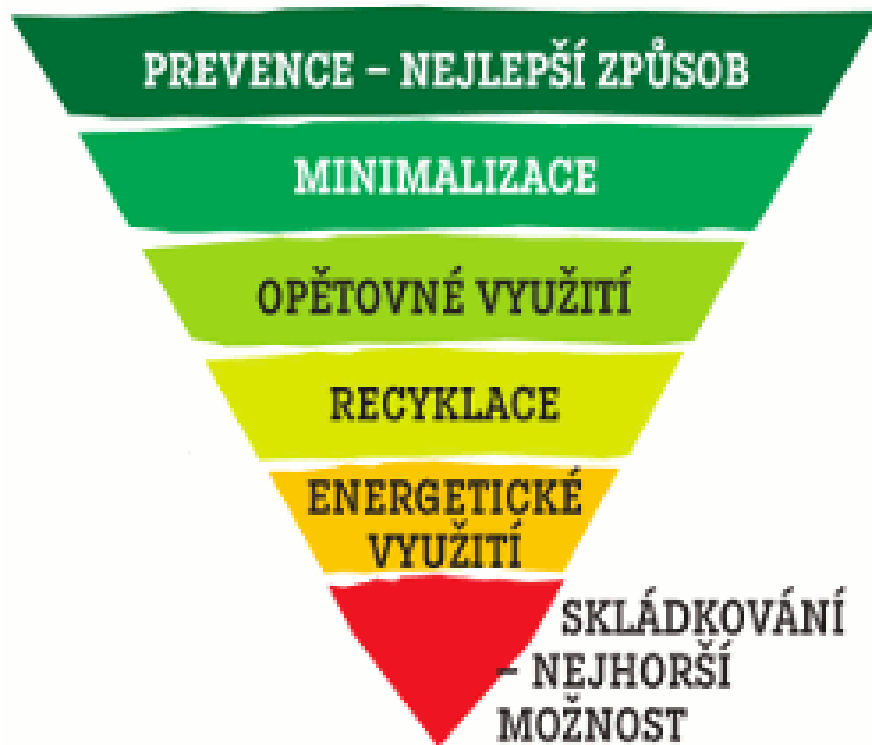 PREVENCE – NEJLEPŠÍ ZPŮSOB
MINIMALIZACE
OPĚTOVNÉ VYUŽITÍ
RECYKLACE
ENERGETICKÉ
VYUŽITÍ
SKLÁDKOVÁNÍ
– NEJHORŠÍ
MOŽNOST